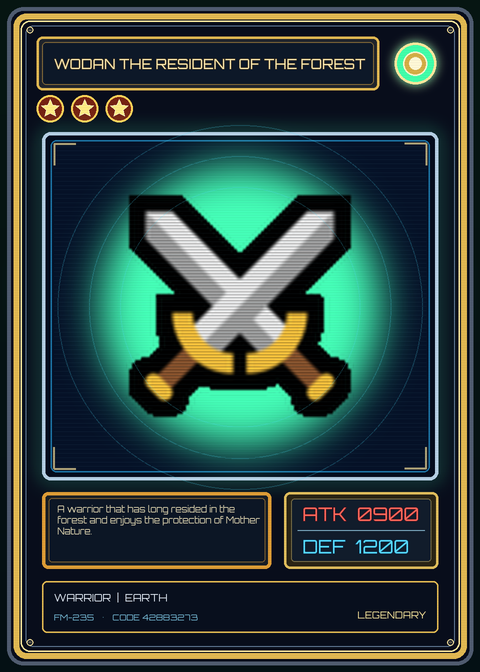 WODAN THE RESIDENT OF THE FOREST
A warrior that has long resided in the
forest and enjoys the protection of Mother
Nature.
ATK 0900
DEF 1200
WARRIOR | EARTH
FM-235 · CODE 42883273
LEGENDARY